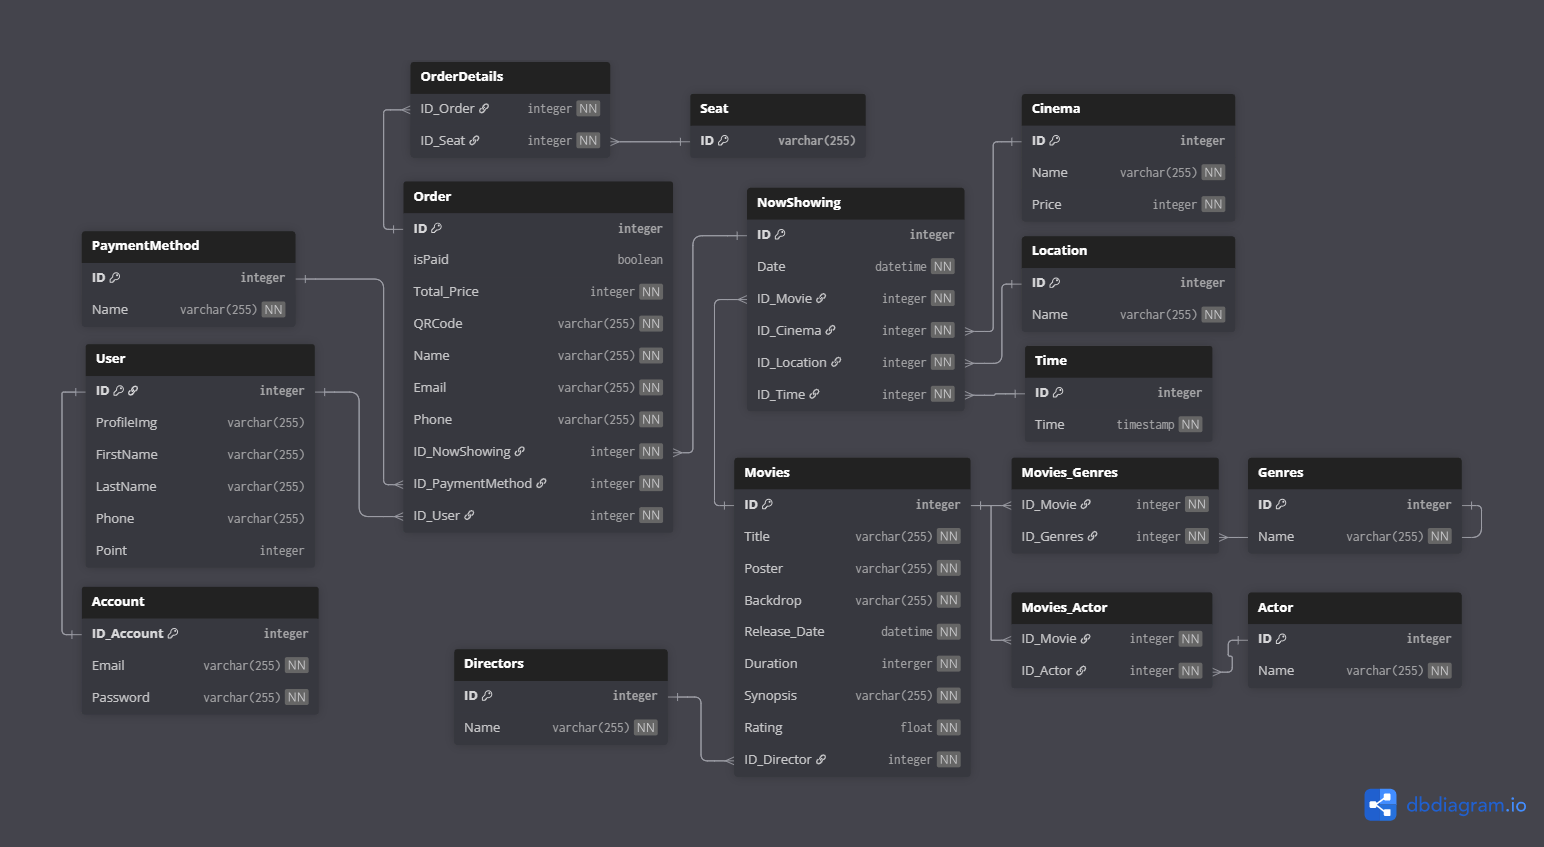 OrderDetails
ID_Order integer NN
ID_Seat integer NN
Seat
ID varchar(255)
Cinema
ID integer
Name varchar(255) NN
Price integer NN
Order
ID integer
isPaid boolean
Total_Price integer NN
QRCode varchar(255) NN
Name varchar(255) NN
Email varchar(255) NN
Phone varchar(255) NN
ID_NowShowing integer NN
ID_PaymentMethod integer NN
ID_User integer NN
NowShowing
ID integer
Date datetime NN
ID_Movie integer NN
ID_Cinema integer NN
ID_Location integer NN
ID_Time integer NN
PaymentMethod
ID integer
Name varchar(255) NN
Location
ID integer
Name varchar(255) NN
User
ID integer
ProfileImg varchar(255)
FirstName varchar(255)
LastName varchar(255)
Phone varchar(255)
Point integer
Time
ID integer
Time timestamp NN
Movies
ID integer
Title varchar(255) NN
Poster varchar(255) NN
Backdrop varchar(255) NN
Release_Date datetime NN
Duration interger NN
Synopsis varchar(255) NN
Rating float NN
ID_Director integer NN
Movies_Genres
ID_Movie integer NN
ID_Genres integer NN
Genres
ID integer
Name varchar(255) NN
Account
ID_Account integer
Email varchar(255) NN
Password varchar(255) NN
Movies_Actor
ID_Movie integer NN
ID_Actor integer NN
Actor
ID integer
Name varchar(255) NN
Directors
ID integer
Name varchar(255) NN
dbdiagram.io